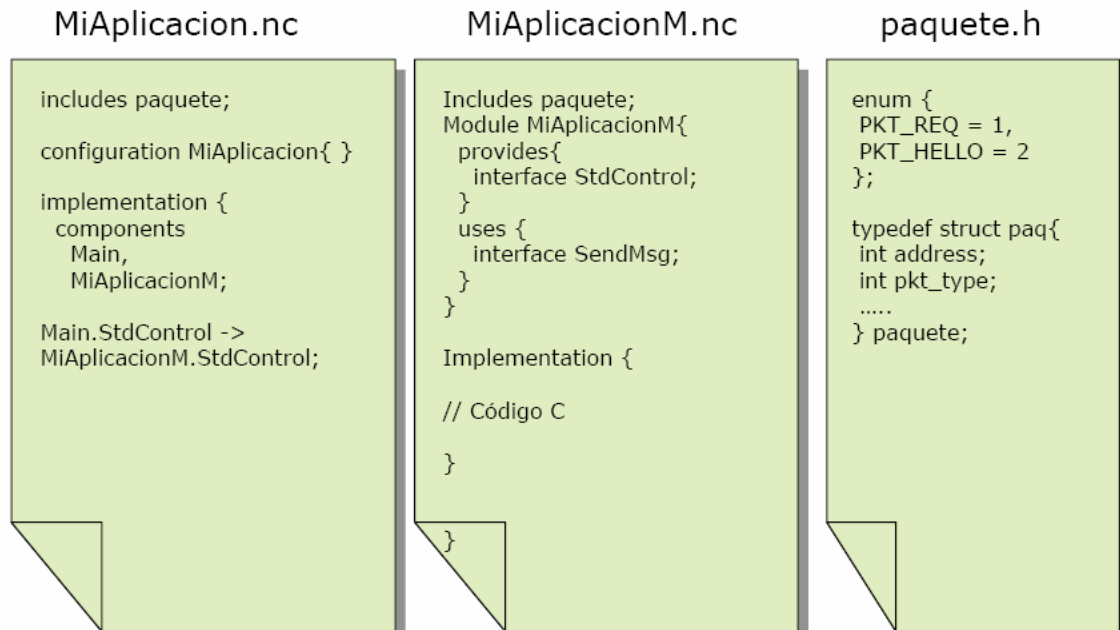 MiAplicacion.nc
includes paquete;
configuration MiAplicacion{ }
implementation {
components
Main,
MiAplicacionM;
Main.StdControl ->
MiAplicacionM.StdControl;
MiAplicacionM.nc
Includes paquete;
Module MiAplicacionM{
provides{
interface StdControl;
}
uses {
interface SendMsg;
}
}
Implementation {
// Código C
}
}
paquete.h
enum {
PKT_REQ = 1,
PKT_HELLO = 2
};
typedef struct paq{
int address;
int pkt_type;
.....
} paquete;